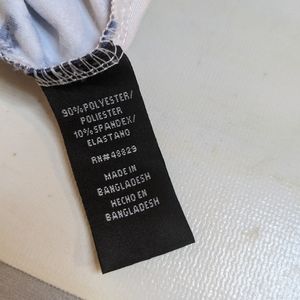 90%POLYESTER/
POLIESTER
10%SPANDEX/
ELASTANO
RN#48829
MADE IN
BANGLADESH
HECHO EN
BANGLADESH